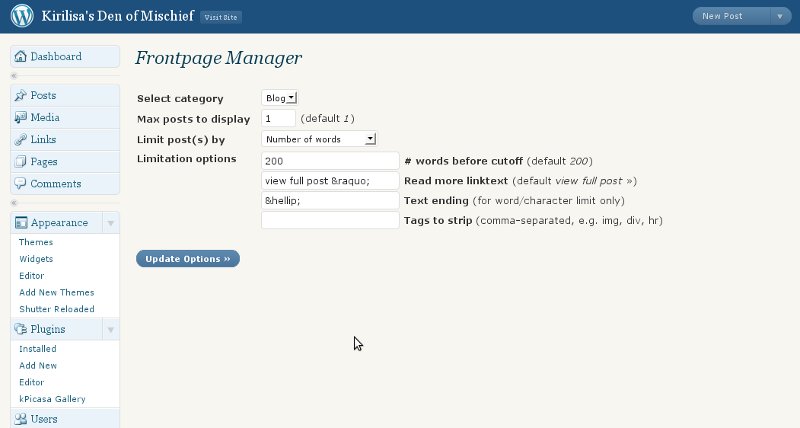 Kirilisa's Den of Mischief Visit Site New Post
Dashboard
Posts
Media
Links
Pages
Comments
Appearance
Themes
Widgets
Editor
Add New Themes
Shutter Reloaded
Plugins
Installed
Add New
Editor
kPicasa Gallery
Users
Frontpage Manager
Select category Blog
Max posts to display 1 (default 1)
Limit post(s) by Number of words
Limitation options 200 # words before cutoff (default 200)
view full post &raquo; Read more linktext (default view full post »)
&hellip; Text ending (for word/character limit only)
Tags to strip (comma-separated, e.g. img, div, hr)
Update Options »